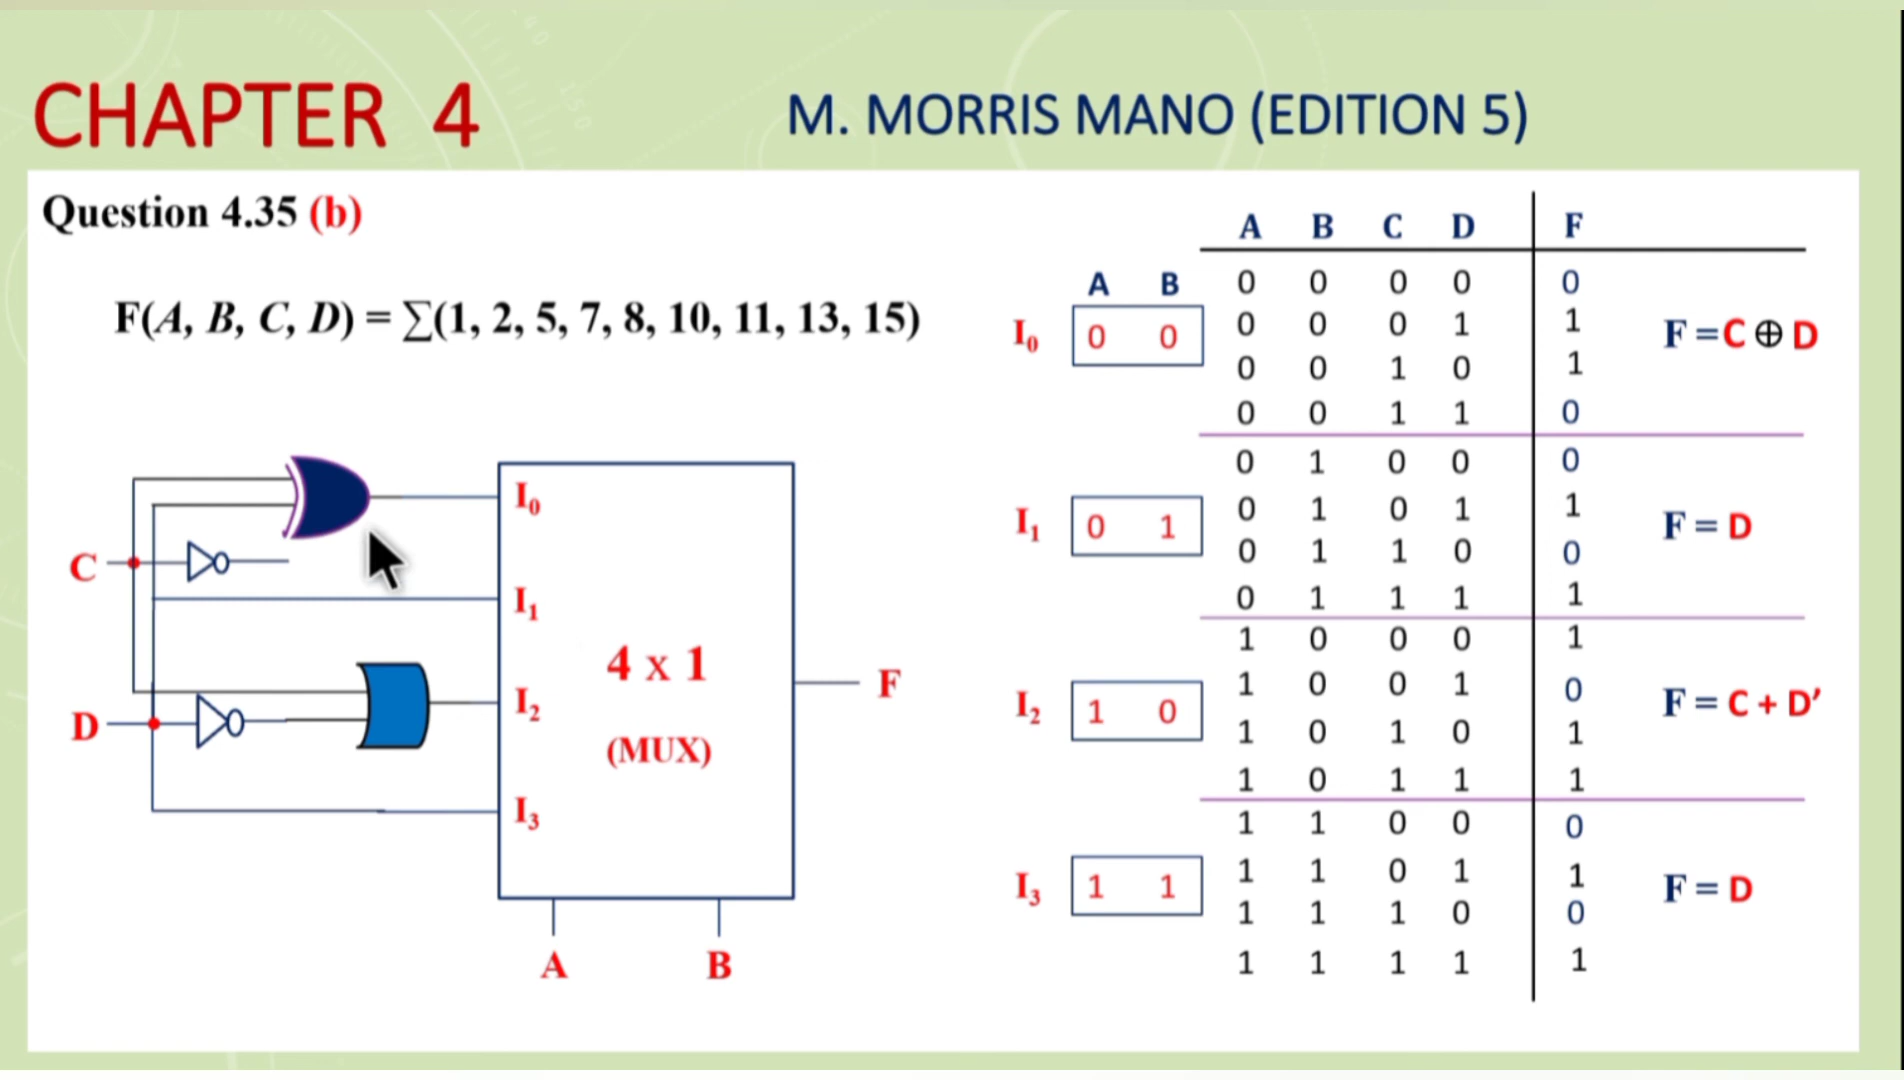 CHAPTER 4
M. MORRIS MANO (EDITION 5)
Question 4.35 (b)
F(A, B, C, D) = ∑(1, 2, 5, 7, 8, 10, 11, 13, 15)
C
D
I₀
I₁
I₂
I₃
4 x 1
(MUX)
F
A
B
A B C D F
A B
I₀ 0 0
0 0 0 0 0
0 0 0 1 1
0 0 1 0 1
0 0 1 1 0
F = C ⊕ D
I₁ 0 1
0 1 0 0 0
0 1 0 1 1
0 1 1 0 0
0 1 1 1 1
F = D
I₂ 1 0
1 0 0 0 1
1 0 0 1 0
1 0 1 0 1
1 0 1 1 1
F = C + D′
I₃ 1 1
1 1 0 0 0
1 1 0 1 1
1 1 1 0 0
1 1 1 1 1
F = D